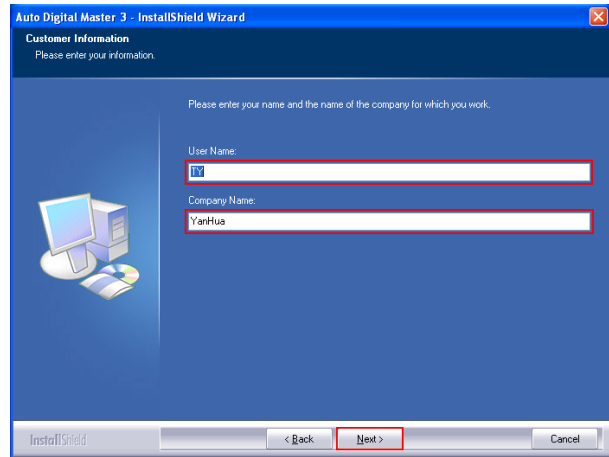 Auto Digital Master 3 - InstallShield Wizard
Customer Information
Please enter your information.
Please enter your name and the name of the company for which you work.
User Name:
TY
Company Name:
YanHua
InstallShield
< Back
Next >
Cancel